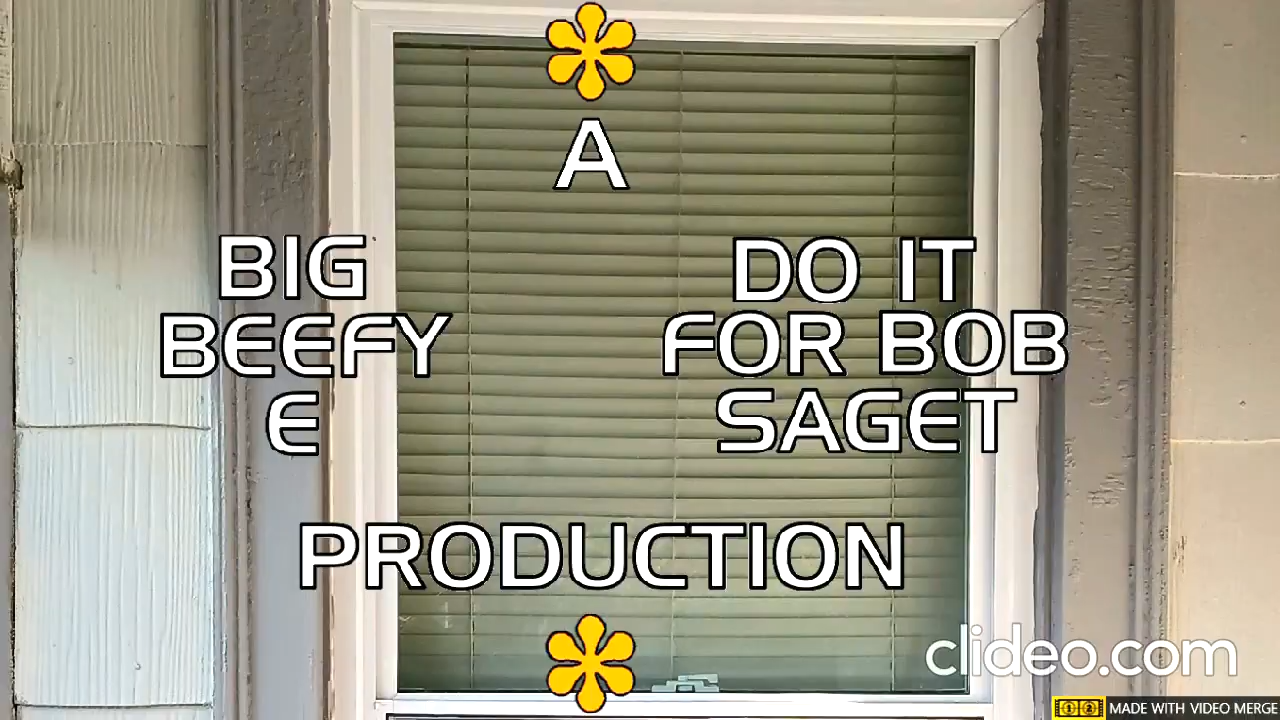 A
BIG
BEEFY
E
DO IT
FOR BOB
SAGET
PRODUCTION
clideo.com
MADE WITH VIDEO MERGE